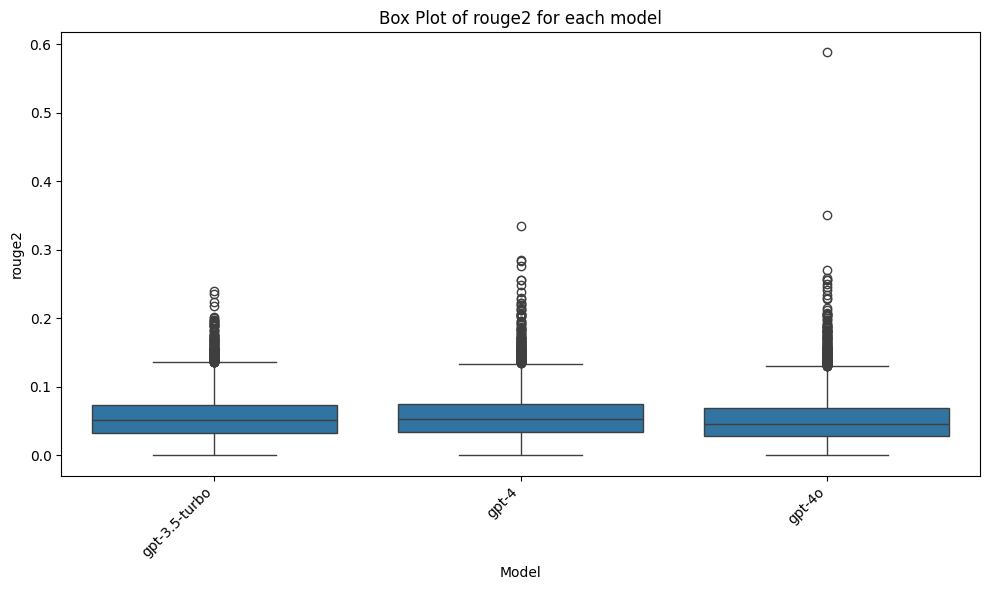 Box Plot of rouge2 for each model
0.6
0.5
0.4
0.3
0.2
0.1
0.0
rouge2
gpt-3.5-turbo
gpt-4
gpt-4o
Model